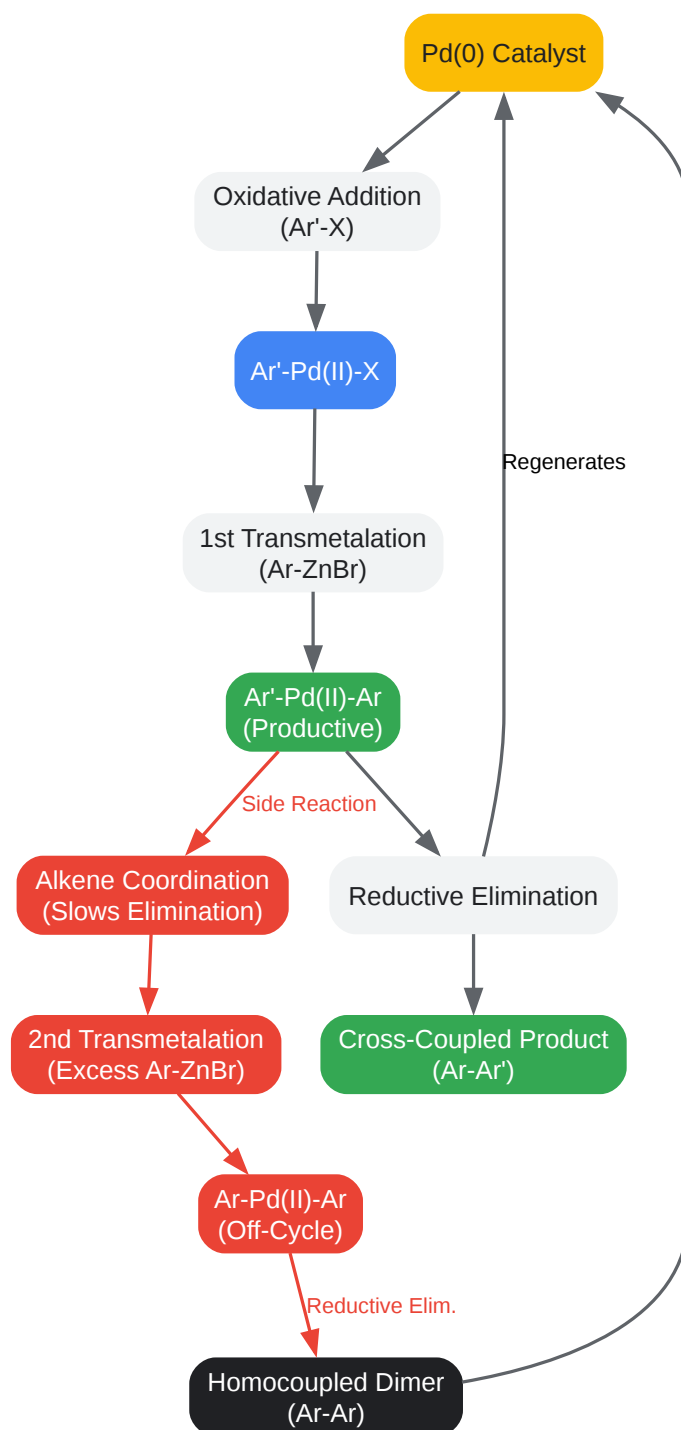 Pd(0) Catalyst
Oxidative Addition
(Ar'-X)
Ar'-Pd(II)-X
Regenerates
1st Transmetalation
(Ar-ZnBr)
Ar'-Pd(II)-Ar
(Productive)
Side Reaction
Alkene Coordination
(Slows Elimination)
Reductive Elimination
2nd Transmetalation
(Excess Ar-ZnBr)
Cross-Coupled Product
(Ar-Ar')
Ar-Pd(II)-Ar
(Off-Cycle)
Reductive Elim.
Homocoupled Dimer
(Ar-Ar)